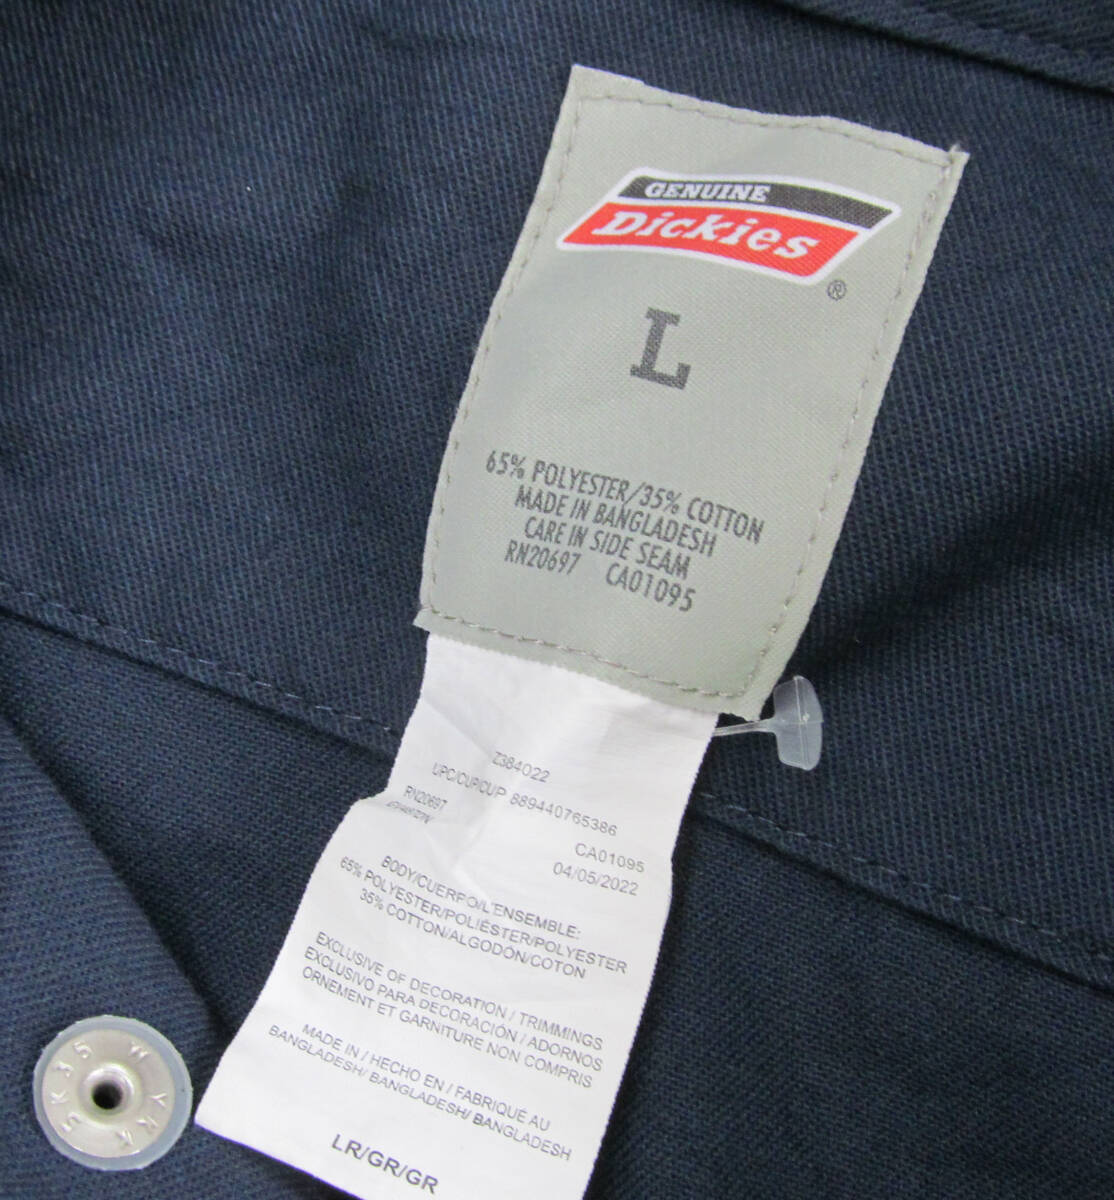 GENUINE
Dickies
®
L
65% POLYESTER/35% COTTON
MADE IN BANGLADESH
CARE IN SIDE SEAM
RN20697 CA01095
Z384022
UPC/CUP/CUP 889440765386
RN20697
CA01095
04/05/2022
BODY/CUERPO/L'ENSEMBLE:
65% POLYESTER/POLIÉSTER/POLYESTER
35% COTTON/ALGODÓN/COTON
EXCLUSIVE OF DECORATION / TRIMMINGS
EXCLUSIVO PARA DECORACIÓN / ADORNOS
ORNEMENT ET GARNITURE NON COMPRIS
MADE IN / HECHO EN / FABRIQUÉ AU
BANGLADESH/ BANGLADESH/ BANGLADESH
LR/GR/GR
W YKK 5K35